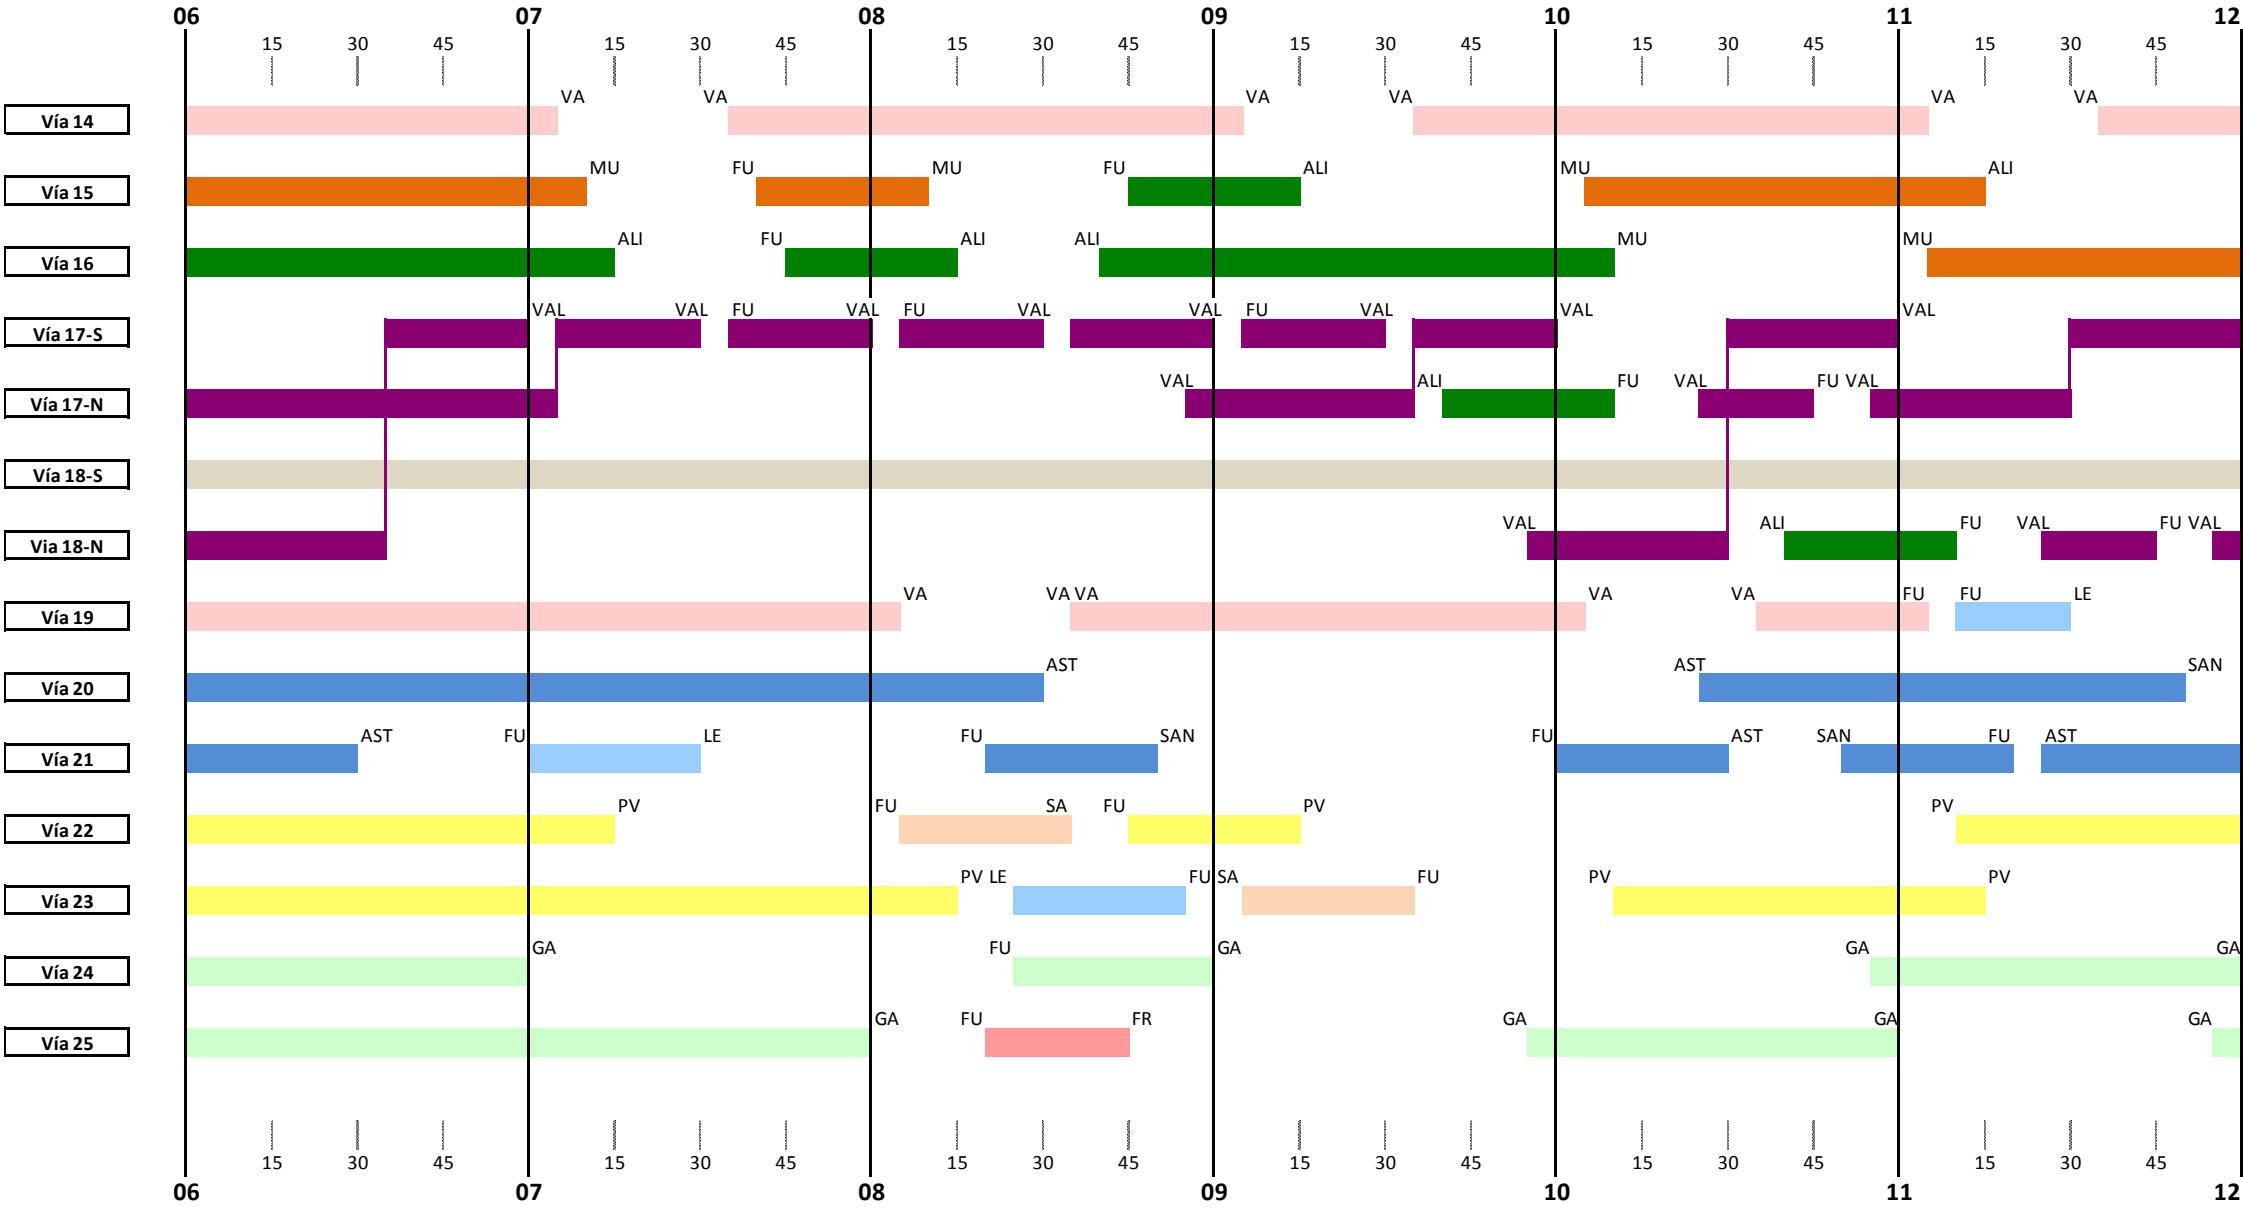 06 07 08 09 10 11 12
15 30 45 15 30 45 15 30 45 15 30 45 15 30 45 15 30 45
VA VA VA VA VA VA
Vía 14
MU FU MU FU ALI MU ALI
Vía 15
ALI FU ALI ALI MU MU
Vía 16
VAL VAL FU VAL FU VAL VAL FU VAL VAL VAL
Vía 17-S
VAL ALI FU VAL FU VAL
Vía 17-N
Vía 18-S
VAL ALI FU VAL FU VAL
Via 18-N
VA VA VA VA VA FU FU LE
Vía 19
AST AST SAN
Vía 20
AST FU LE FU SAN FU AST SAN FU AST
Vía 21
PV FU SA FU PV PV
Vía 22
PV LE FU SA FU PV PV
Vía 23
GA FU GA GA GA
Vía 24
GA FU FR GA GA GA
Vía 25
15 30 45 15 30 45 15 30 45 15 30 45 15 30 45 15 30 45
06 07 08 09 10 11 12